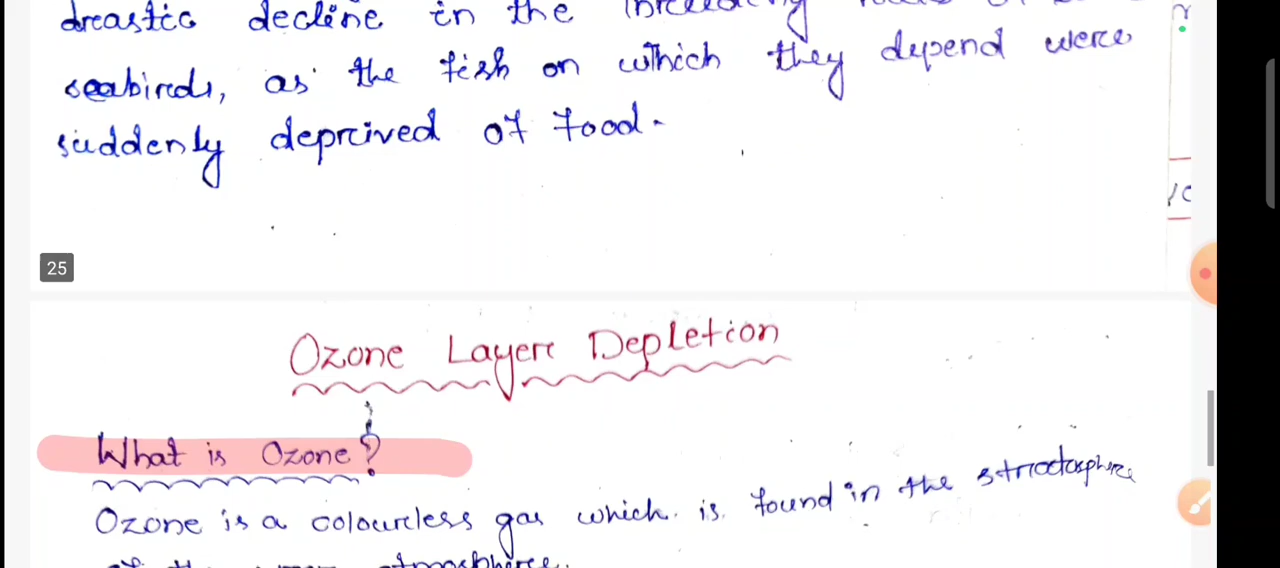 drastic decline in the
seabirds, as the fish on which they depend were
suddenly deprived of food.
25
Ozone Layer Depletion
What is Ozone?
Ozone is a colourless gas which is found in the stratosphere
atmosphere.